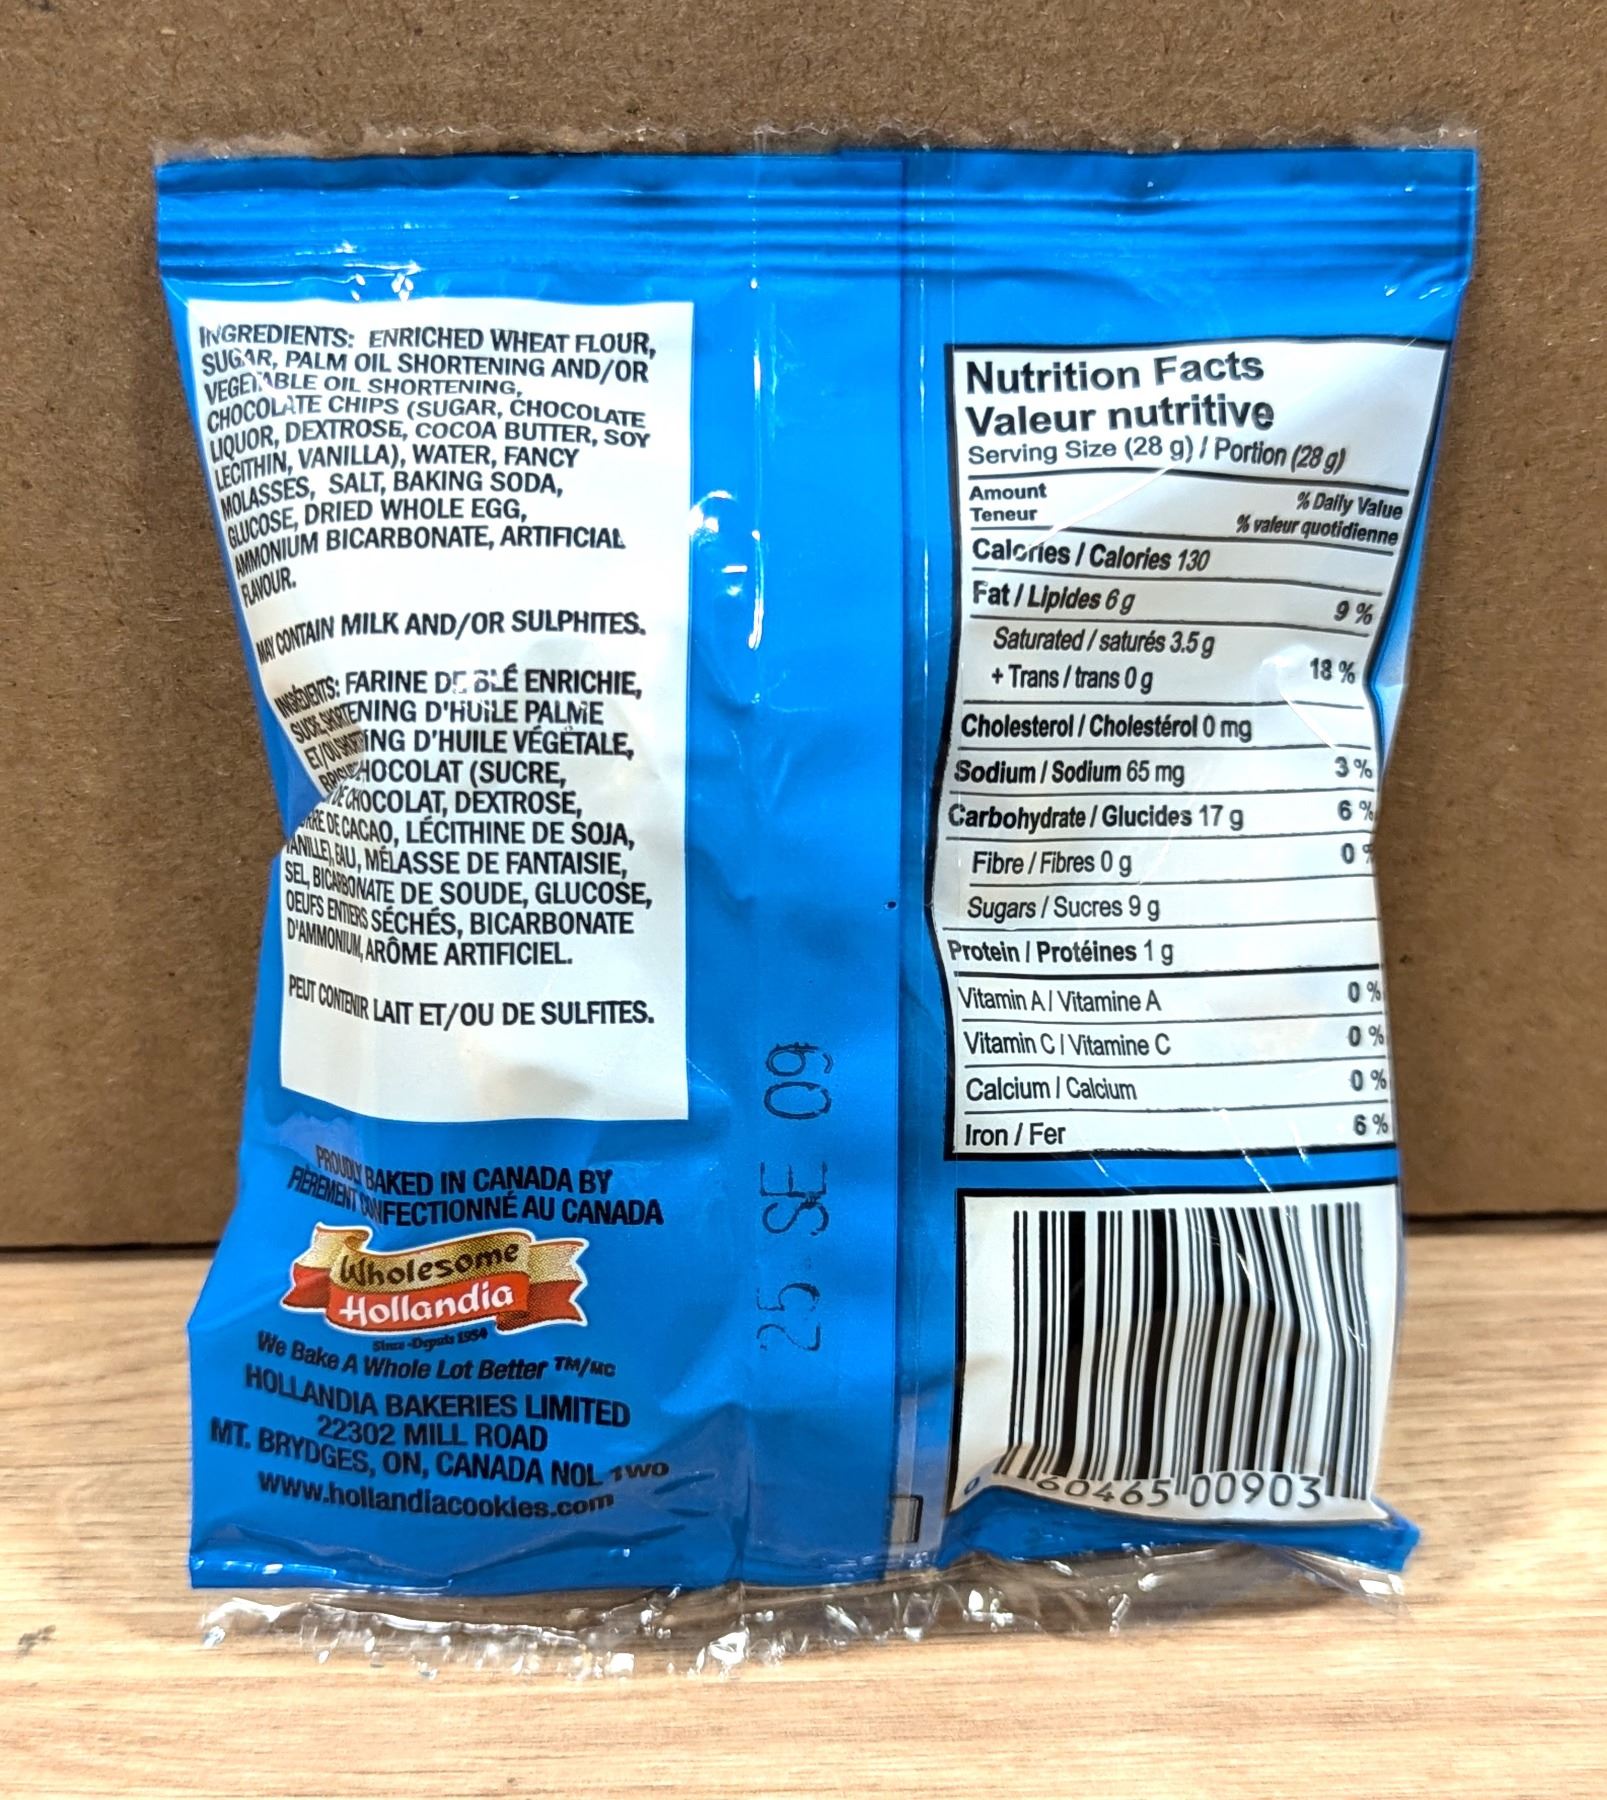 INGREDIENTS: ENRICHED WHEAT FLOUR,
SUGAR, PALM OIL SHORTENING AND/OR
VEGETABLE OIL SHORTENING,
CHOCOLATE CHIPS (SUGAR, CHOCOLATE
LIQUOR, DEXTROSE, COCOA BUTTER, SOY
LECITHIN, VANILLA), WATER, FANCY
MOLASSES, SALT, BAKING SODA,
GLUCOSE, DRIED WHOLE EGG,
AMMONIUM BICARBONATE, ARTIFICIAL
FLAVOUR.
MAY CONTAIN MILK AND/OR SULPHITES.
INGRÉDIENTS: FARINE DE BLÉ ENRICHIE,
SUCRE, SHORTENING D'HUILE PALME
ET/OU D'HUILE VÉGÉTALE,
(SUCRE,
DE CHOCOLAT, DEXTROSE,
DE CACAO, LÉCITHINE DE SOJA,
VANILLE), EAU, MÉLASSE DE FANTAISIE,
SEL, BICARBONATE DE SOUDE, GLUCOSE,
OEUFS ENTIERS SÉCHÉS, BICARBONATE
D'AMMONIUM, ARÔME ARTIFICIEL.
PEUT CONTENIR LAIT ET/OU DE SULFITES.
PROUDLY BAKED IN CANADA BY
FIÈREMENT CONFECTIONNÉ AU CANADA
Wholesome
Hollandia
Since - Depuis 1954
We Bake A Whole Lot Better TM/MC
HOLLANDIA BAKERIES LIMITED
22302 MILL ROAD
MT. BRYDGES, ON, CANADA NOL 1WO
www.hollandiacookies.com
25 SE 09
Nutrition Facts
Valeur nutritive
Serving Size (28 g) / Portion (28 g)
Amount
Teneur
% Daily Value
% valeur quotidienne
Calories / Calories 130
Fat / Lipides 6 g 9 %
Saturated / saturés 3.5 g
+ Trans / trans 0 g 18 %
Cholesterol / Cholestérol 0 mg
Sodium / Sodium 65 mg 3 %
Carbohydrate / Glucides 17 g 6 %
Fibre / Fibres 0 g 0 %
Sugars / Sucres 9 g
Protein / Protéines 1 g
Vitamin A / Vitamine A 0 %
Vitamin C / Vitamine C 0 %
Calcium / Calcium 0 %
Iron / Fer 6 %
0 60465 00903